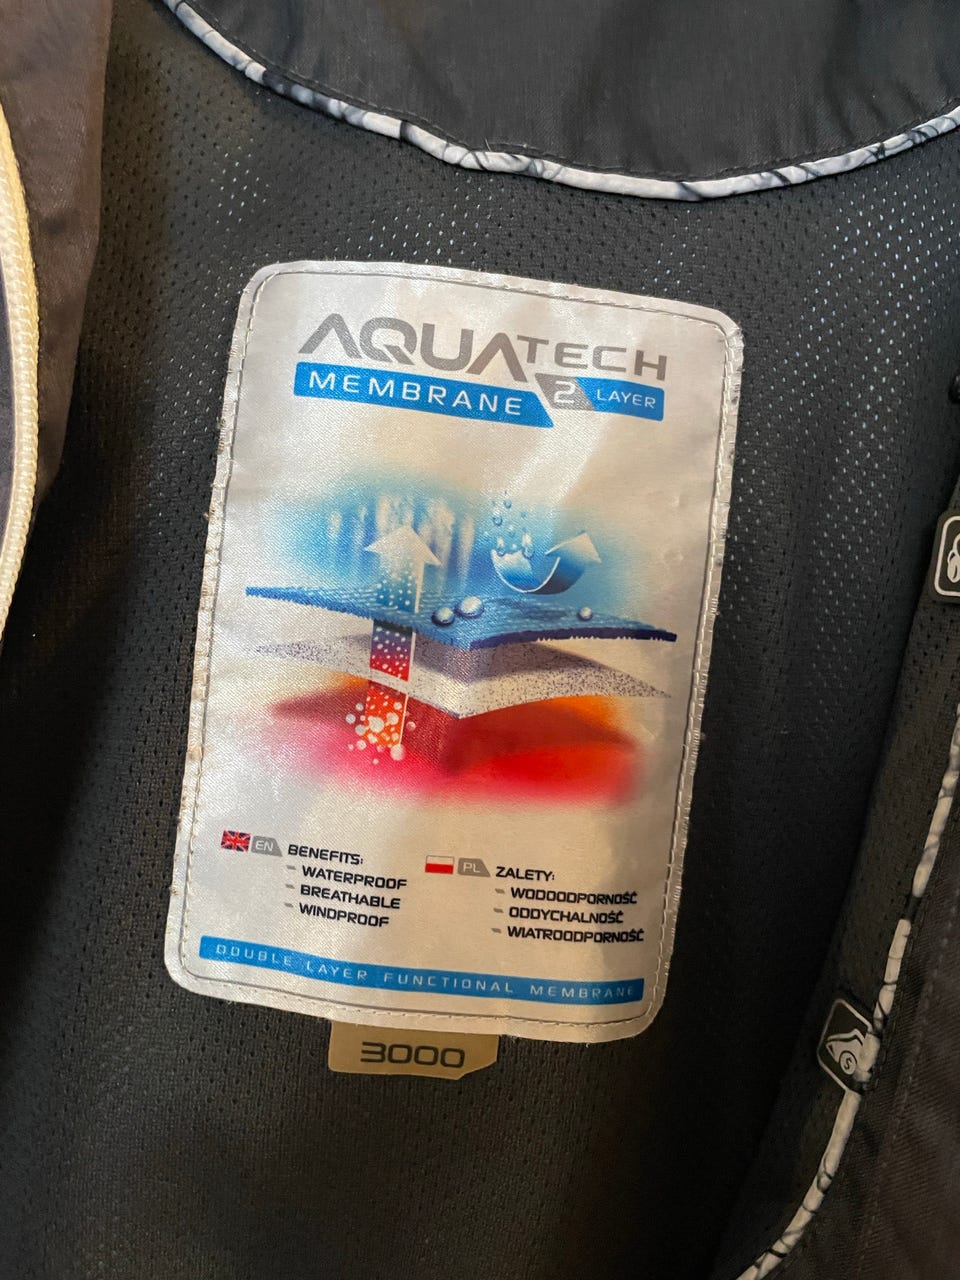 AQUATECH
MEMBRANE 2 LAYER
EN BENEFITS:
- WATERPROOF
- BREATHABLE
- WINDPROOF
PL ZALETY:
- WODOODPORNOŚĆ
- ODDYCHALNOŚĆ
- WIATROODPORNOŚĆ
DOUBLE LAYER FUNCTIONAL MEMBRANE
3000
S